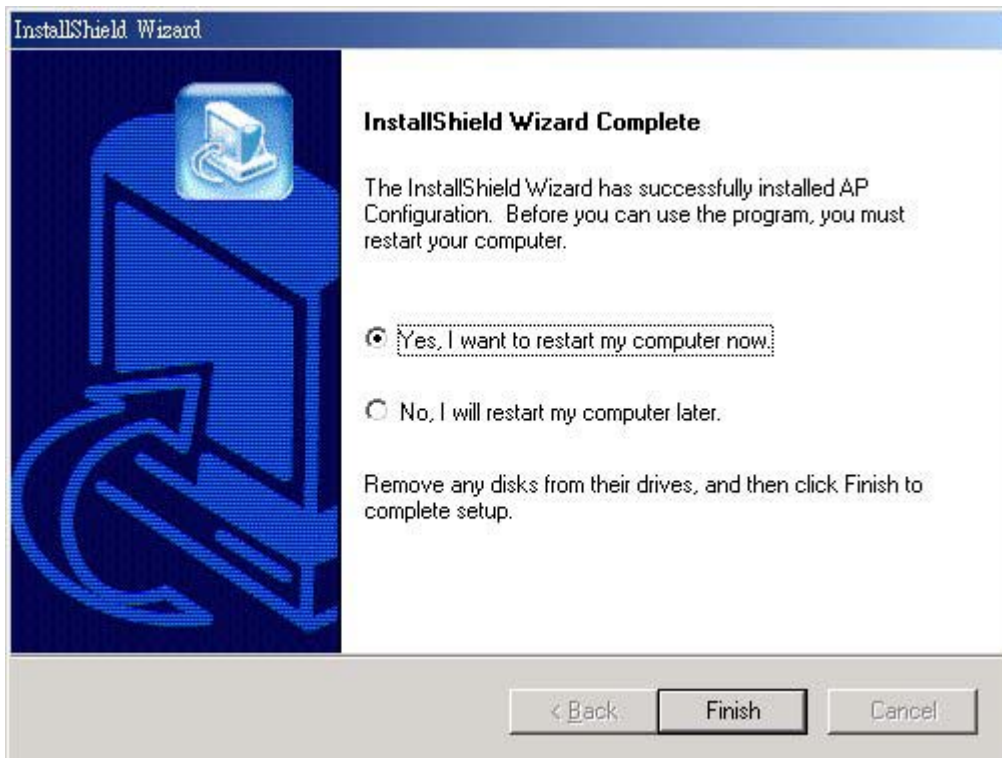 InstallShield Wizard
InstallShield Wizard Complete
The InstallShield Wizard has successfully installed AP
Configuration.  Before you can use the program, you must
restart your computer.
Yes, I want to restart my computer now.
No, I will restart my computer later.
Remove any disks from their drives, and then click Finish to
complete setup.
< Back
Finish
Cancel